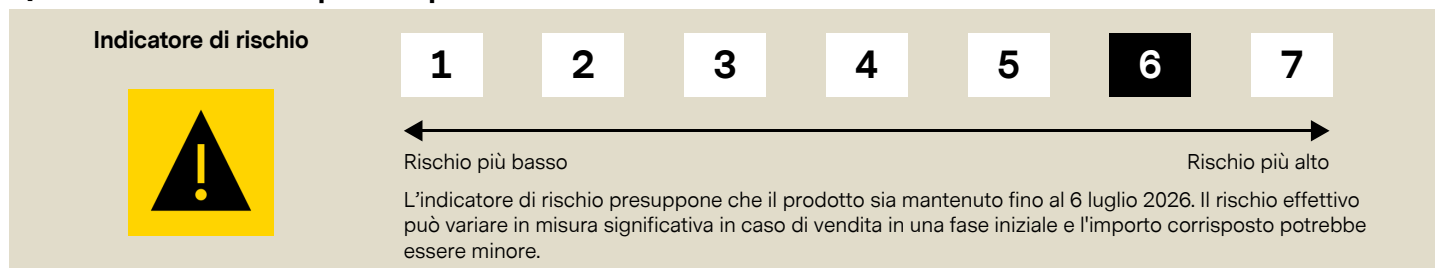 Indicatore di rischio
1 2 3 4 5 6 7
Rischio più basso Rischio più alto
L'indicatore di rischio presuppone che il prodotto sia mantenuto fino al 6 luglio 2026. Il rischio effettivo
può variare in misura significativa in caso di vendita in una fase iniziale e l'importo corrisposto potrebbe
essere minore.